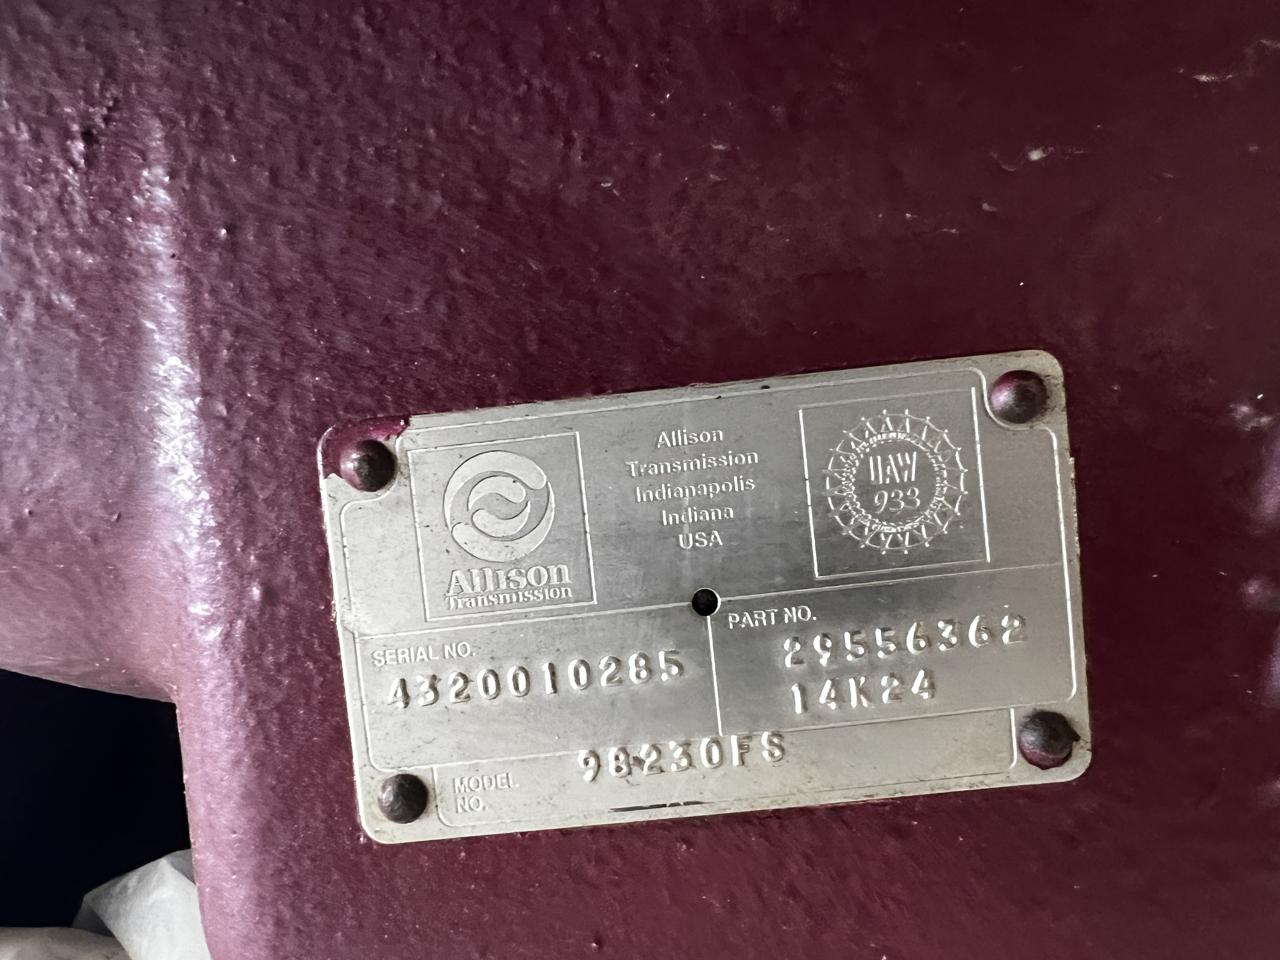 Allison
Transmission
Indianapolis
Indiana
USA
UAW
933
Allison
Transmission
SERIAL NO.
4320010285
PART NO.
29556362
14K24
MODEL
NO.
98230FS